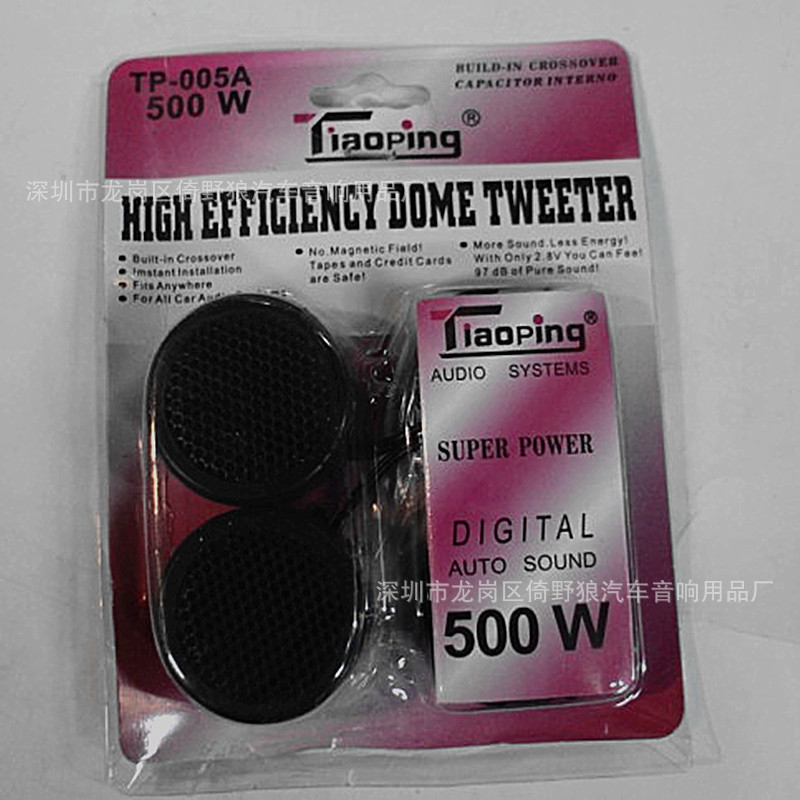 TP-005A
500 W
BUILD-IN CROSSOVER
CAPACITOR INTERNO
Tiaoping®
深圳市龙岗区倚野狼汽车音响用品厂
HIGH EFFICIENCY DOME TWEETER
• Built-in Crossover
• Instant Installation
• Fits Anywhere
• For All Car
• No. Magnetic Field!
Tapes and Credit Cards
are Safe!
• More Sound. Less Energy!
With Only 2.8V You Can Feel
97 dB of Pure Sound!
Tiaoping®
AUDIO SYSTEMS
SUPER POWER
DIGITAL
AUTO SOUND
深圳市龙岗区倚野狼汽车音响用品厂
500 W